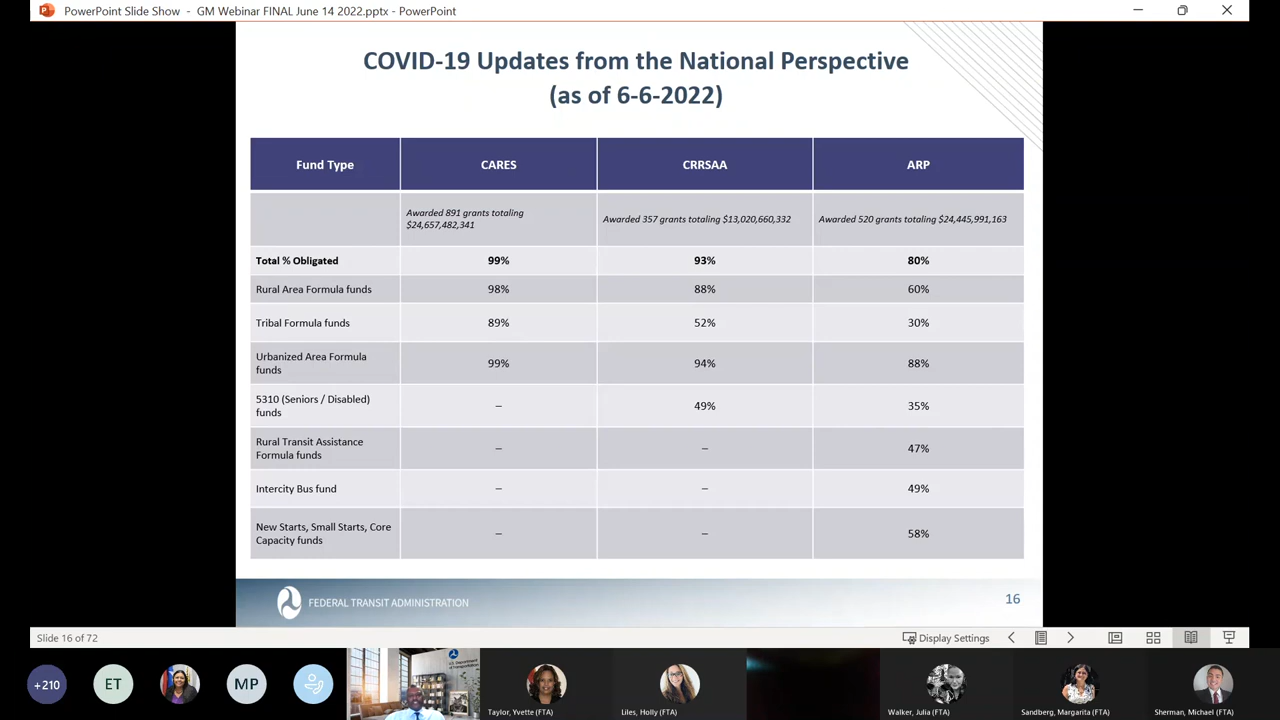 PowerPoint Slide Show - GM Webinar FINAL June 14 2022.pptx - PowerPoint
COVID-19 Updates from the National Perspective
(as of 6-6-2022)
Fund Type CARES CRRSAA ARP
Awarded 891 grants totaling
$24,657,482,341
Awarded 357 grants totaling $13,020,660,332
Awarded 520 grants totaling $24,445,991,163
Total % Obligated 99% 93% 80%
Rural Area Formula funds 98% 88% 60%
Tribal Formula funds 89% 52% 30%
Urbanized Area Formula
funds
99% 94% 88%
5310 (Seniors / Disabled)
funds
– 49% 35%
Rural Transit Assistance
Formula funds
– – 47%
Intercity Bus fund – – 49%
New Starts, Small Starts, Core
Capacity funds
– – 58%
FEDERAL TRANSIT ADMINISTRATION
16
Slide 16 of 72
Display Settings
+210
ET
MP
U.S. Department
of Transportation
Taylor, Yvette (FTA)
Liles, Holly (FTA)
Walker, Julia (FTA)
Sandberg, Margarita (FTA)
Sherman, Michael (FTA)